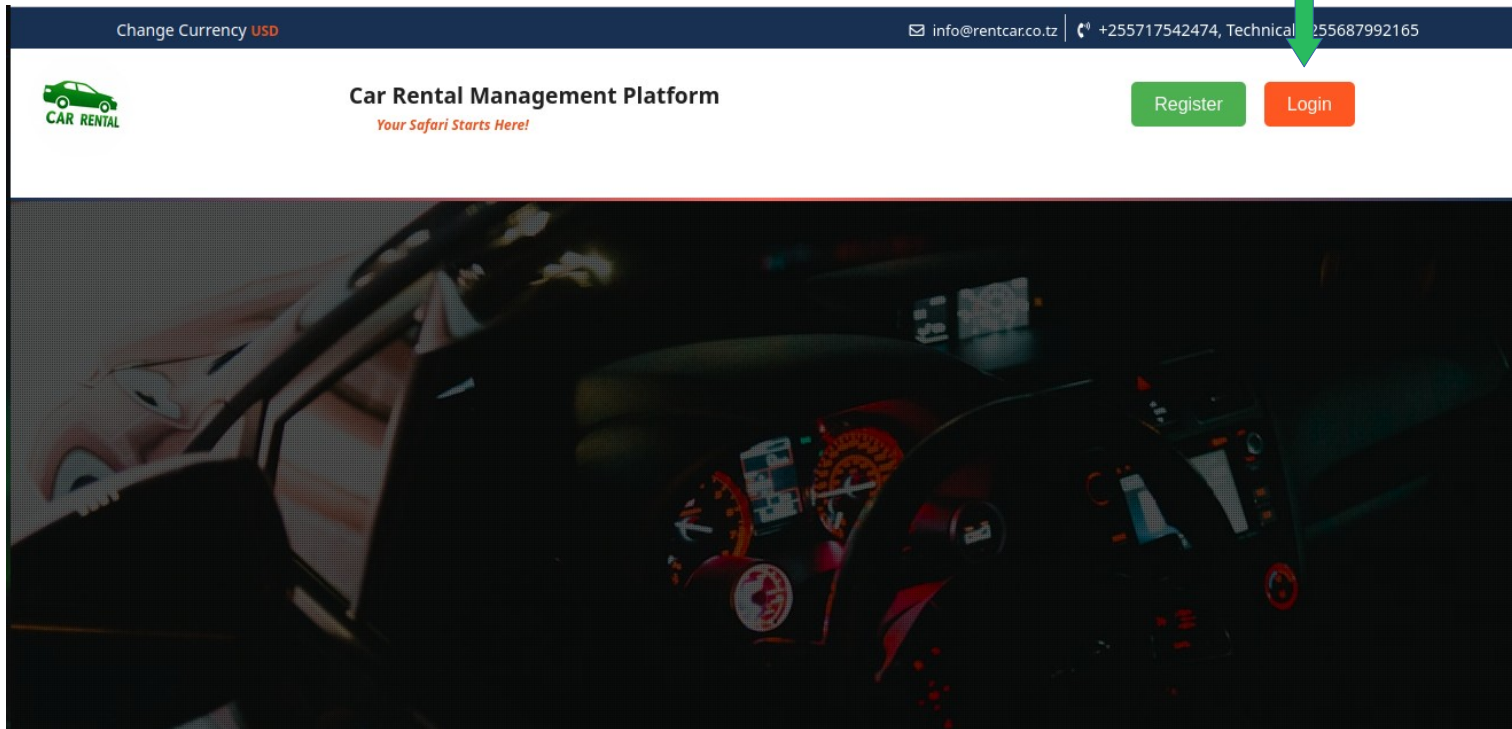 Change Currency USD
info@rentcar.co.tz
+255717542474, Technical 255687992165
CAR RENTAL
Car Rental Management Platform
Your Safari Starts Here!
Register
Login